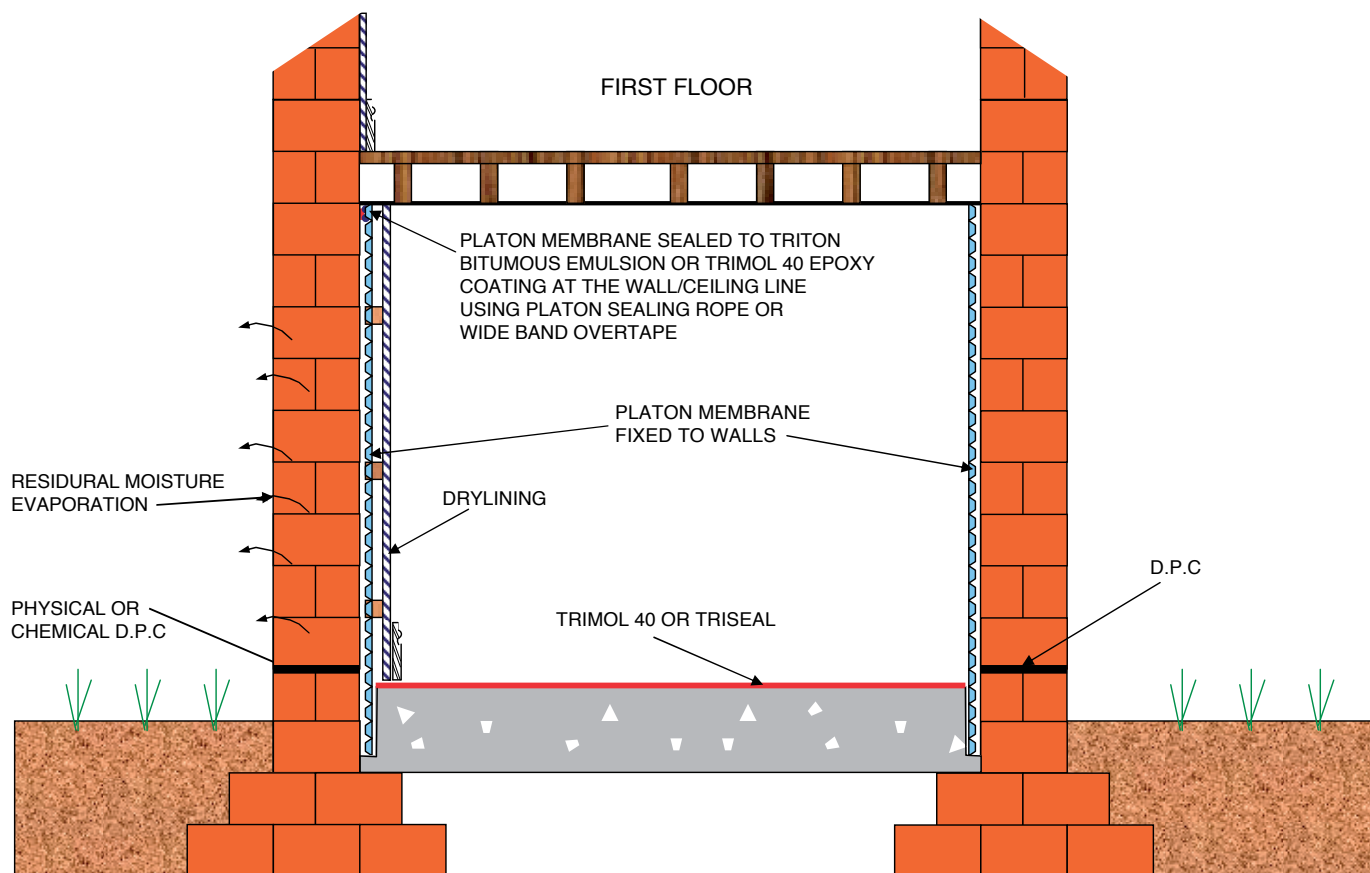 FIRST FLOOR
PLATON MEMBRANE SEALED TO TRITON
BITUMOUS EMULSION OR TRIMOL 40 EPOXY
COATING AT THE WALL/CEILING LINE
USING PLATON SEALING ROPE OR
WIDE BAND OVERTAPE
PLATON MEMBRANE
FIXED TO WALLS
RESIDURAL MOISTURE
EVAPORATION
DRYLINING
D.P.C
PHYSICAL OR
CHEMICAL D.P.C
TRIMOL 40 OR TRISEAL